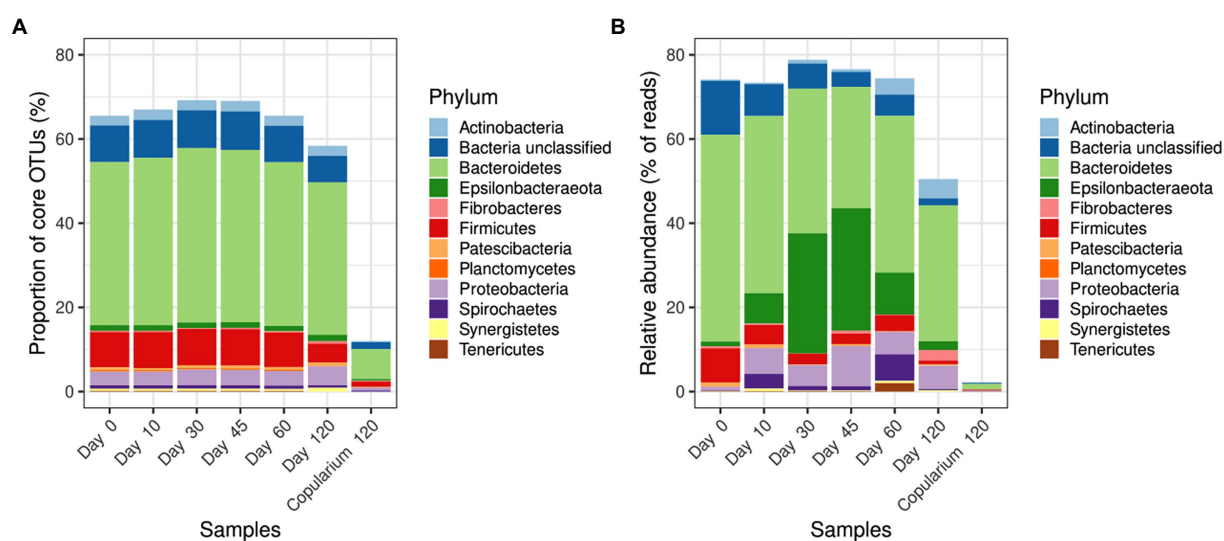 A
Proportion of core OTUs (%)
80
60
40
20
0
Day 0
Day 10
Day 30
Day 45
Day 60
Day 120
Copularium 120
Samples
Phylum
Actinobacteria
Bacteria unclassified
Bacteroidetes
Epsilonbacteraeota
Fibrobacteres
Firmicutes
Patescibacteria
Planctomycetes
Proteobacteria
Spirochaetes
Synergistetes
Tenericutes
B
Relative abundance (% of reads)
80
60
40
20
0
Day 0
Day 10
Day 30
Day 45
Day 60
Day 120
Copularium 120
Samples
Phylum
Actinobacteria
Bacteria unclassified
Bacteroidetes
Epsilonbacteraeota
Fibrobacteres
Firmicutes
Patescibacteria
Planctomycetes
Proteobacteria
Spirochaetes
Synergistetes
Tenericutes